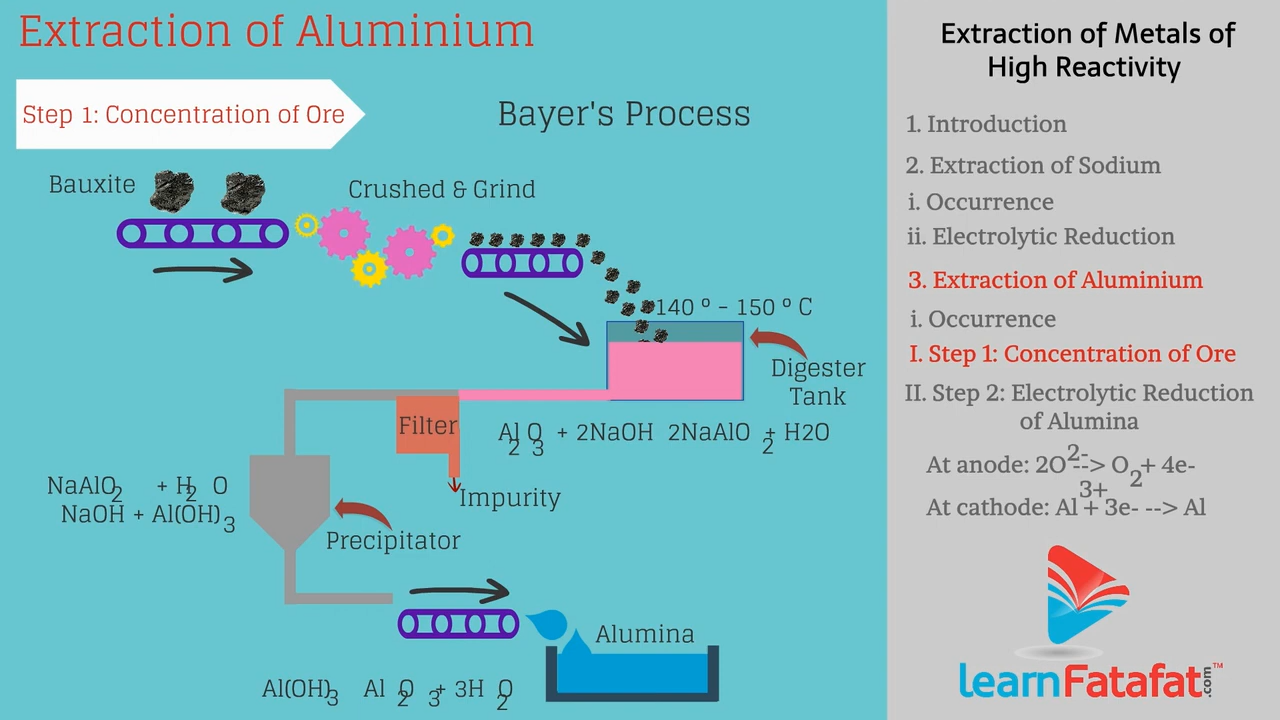 Extraction of Aluminium
Step 1: Concentration of Ore
Bayer's Process
Bauxite
Crushed & Grind
140 º - 150 º C
Digester
Tank
Filter
Al2O3 + 2NaOH 2NaAlO2 + H2O
Impurity
NaAlO2 + H2O
NaOH + Al(OH)3
Precipitator
Alumina
Al(OH)3 Al2O3 + 3H2O
Extraction of Metals of
High Reactivity
1. Introduction
2. Extraction of Sodium
i. Occurrence
ii. Electrolytic Reduction
3. Extraction of Aluminium
i. Occurrence
I. Step 1: Concentration of Ore
II. Step 2: Electrolytic Reduction
of Alumina
At anode: 2O2- --> O2 + 4e-
At cathode: Al3+ + 3e- --> Al
learnFatafat.com™